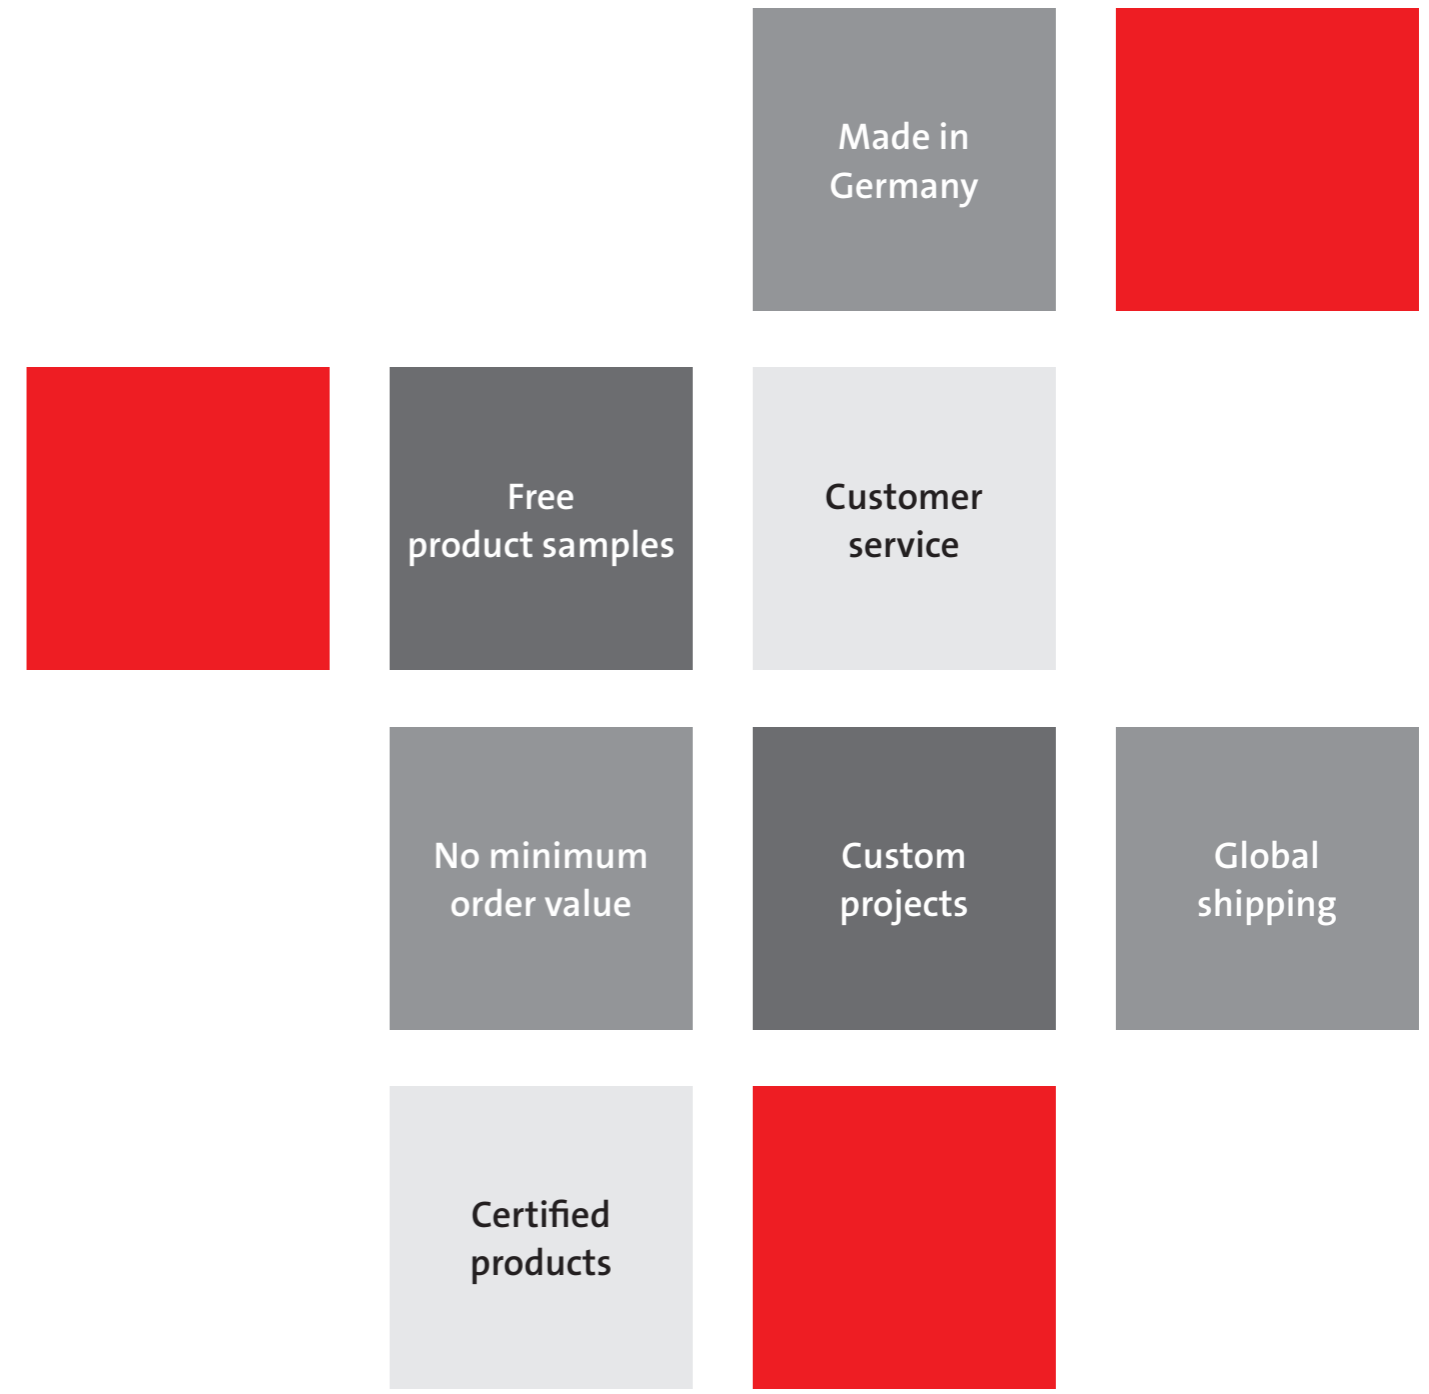 Made in
Germany
Free
product samples
Customer
service
No minimum
order value
Custom
projects
Global
shipping
Certified
products